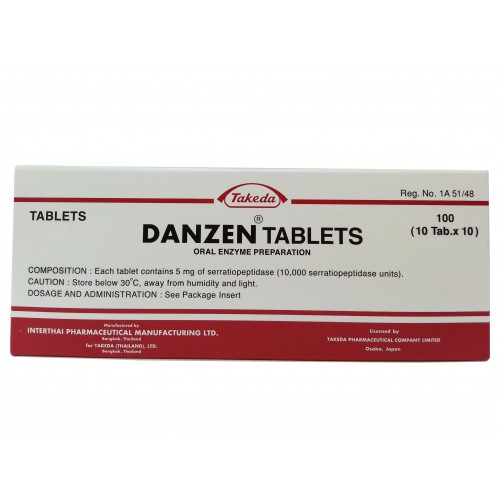 Takeda
Reg. No. 1A 51/48
TABLETS
DANZEN® TABLETS
100
(10 Tab.x 10)
ORAL ENZYME PREPARATION
COMPOSITION : Each tablet contains 5 mg of serratiopeptidase (10,000 serratiopeptidase units).
CAUTION : Store below 30°C, away from humidity and light.
DOSAGE AND ADMINISTRATION : See Package Insert
Manufactured by
INTERTHAI PHARMACEUTICAL MANUFACTURING LTD.
Bangkok, Thailand
for TAKEDA (THAILAND), LTD.
Bangkok, Thailand
Licensed by
TAKEDA PHARMACEUTICAL COMPANY LIMITED
Osaka, Japan